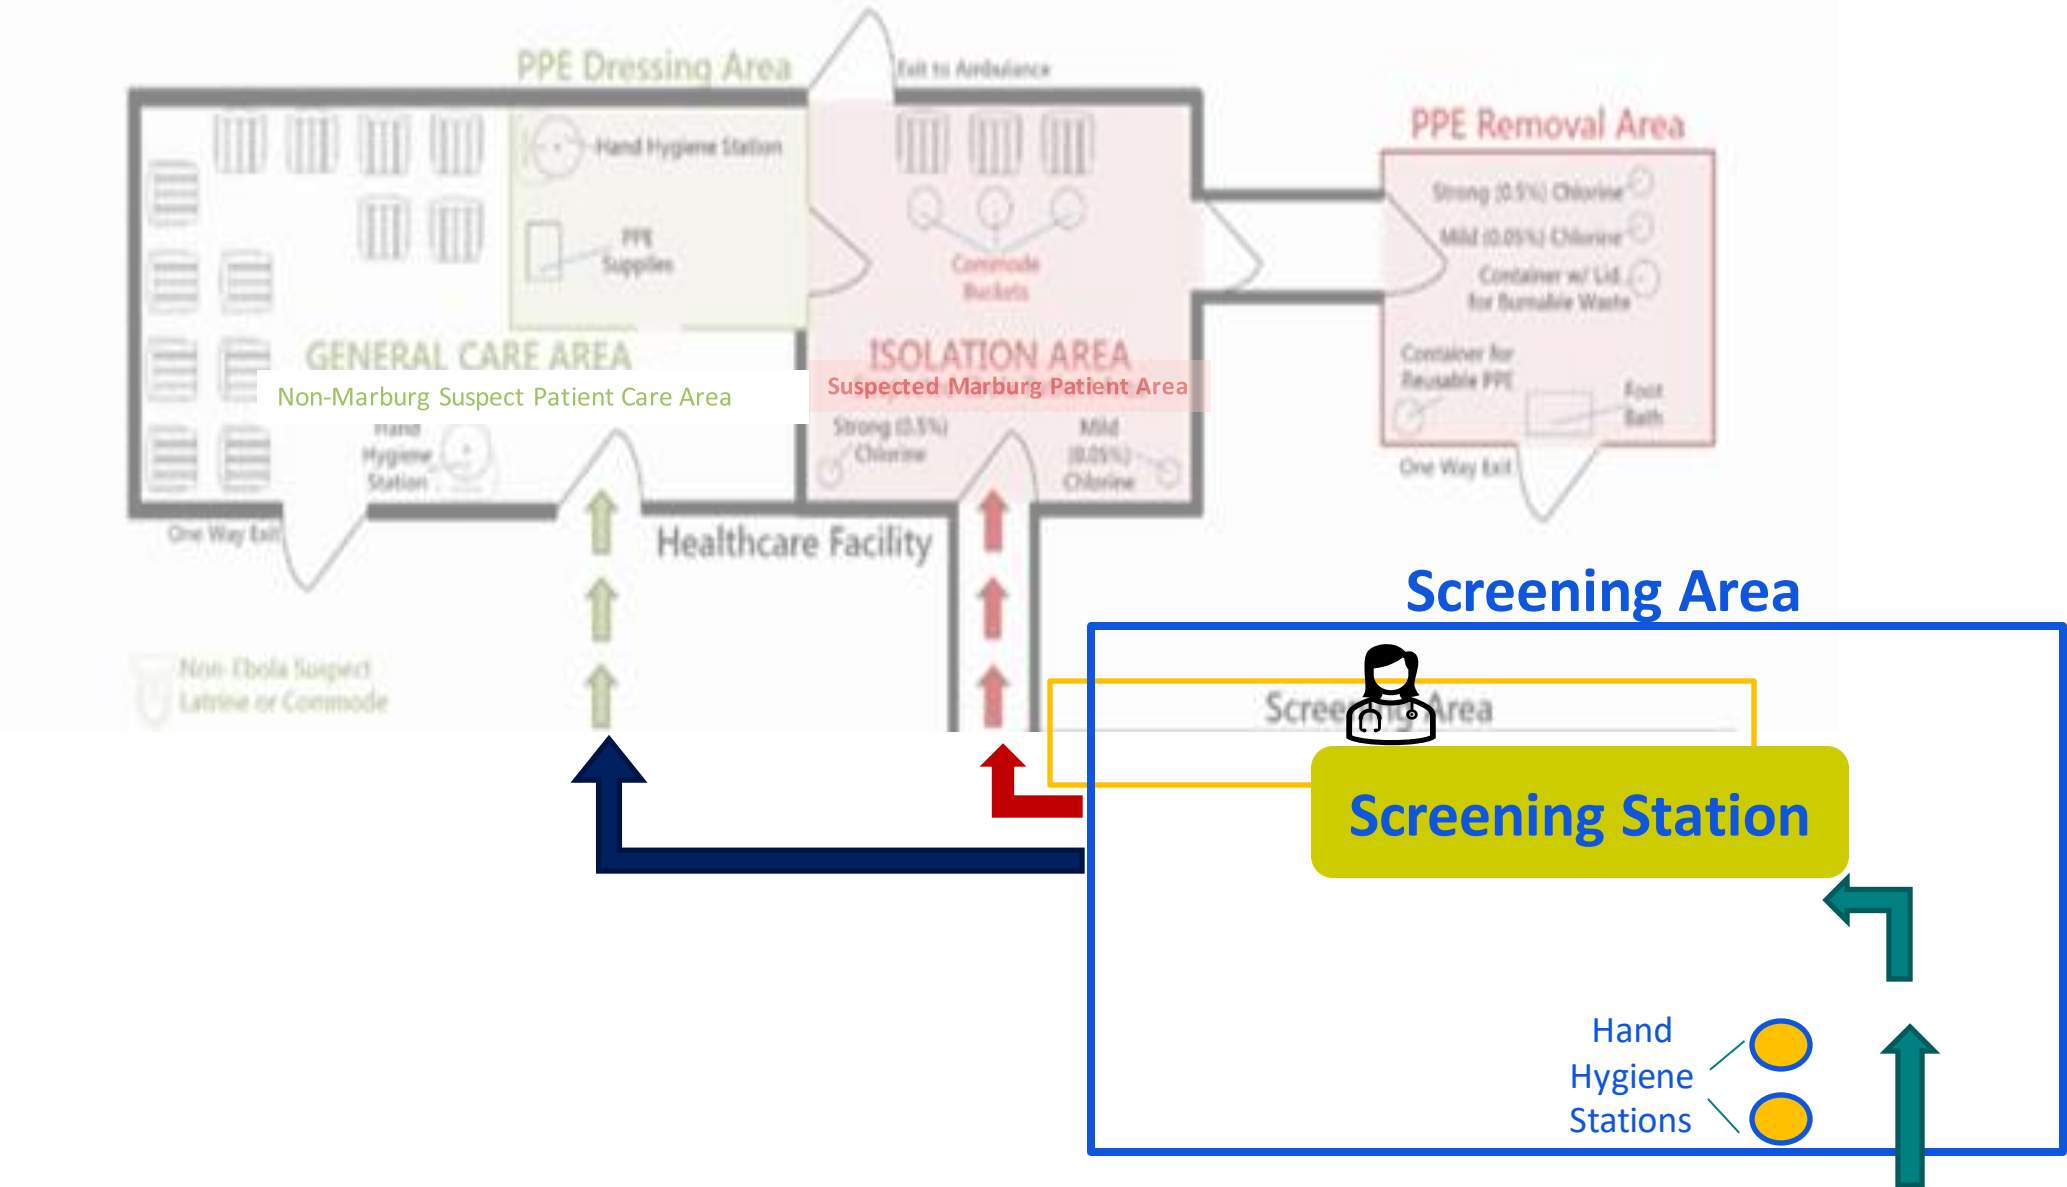 PPE Dressing Area
Exit to Ambulance
PPE Removal Area
Hand Hygiene Station
PPE
Supplies
Commode
Buckets
Strong (0.5%) Chlorine
Mild (0.05%) Chlorine
Container w/ Lid
for Burnable Waste
Container for
Reusable PPE
Foot
Bath
One Way Exit
GENERAL CARE AREA
Non-Marburg Suspect Patient Care Area
Hand
Hygiene
Station
ISOLATION AREA
Suspected Marburg Patient Area
Strong (0.5%)
Chlorine
Mild
(0.05%)
Chlorine
One Way Exit
Healthcare Facility
Non-Ebola Suspect
Latrine or Commode
Screening Area
Screening Area
Screening Station
Hand
Hygiene
Stations